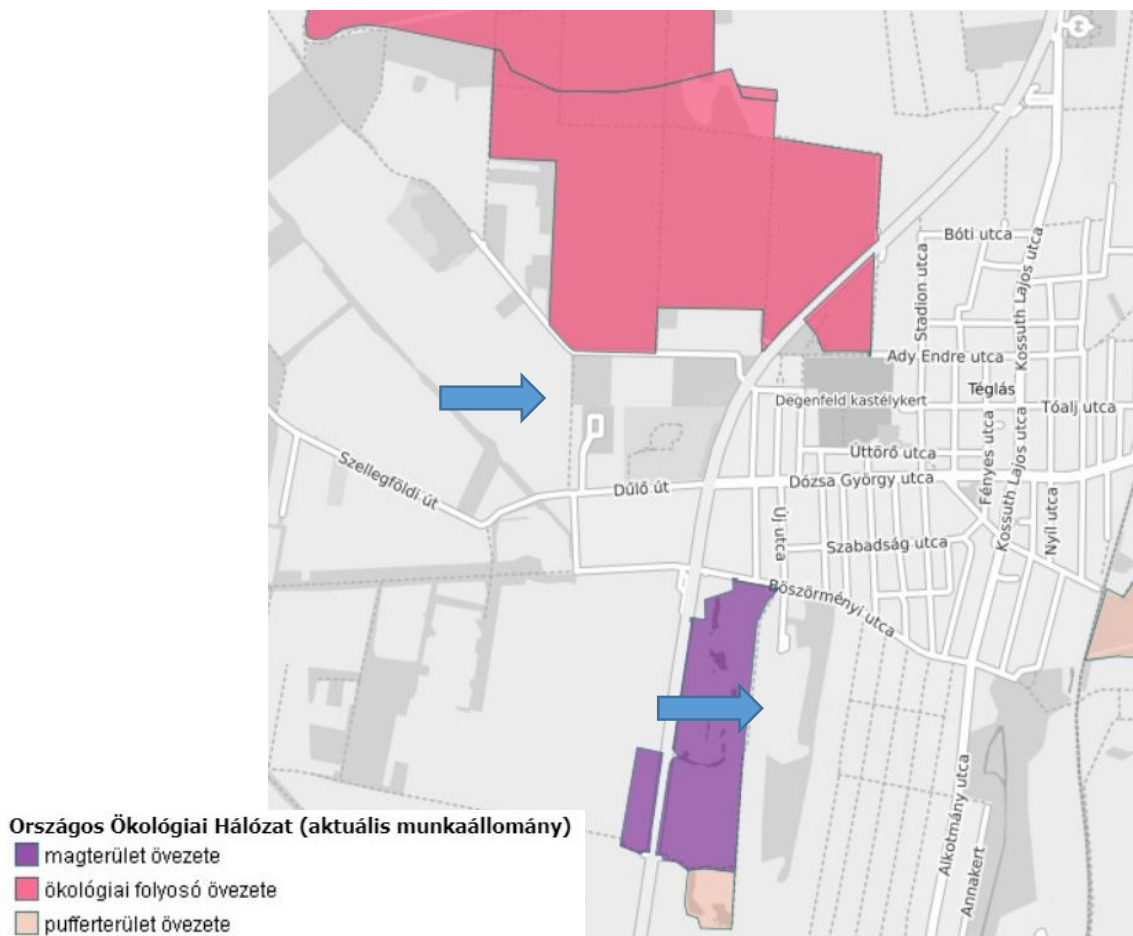 Bóti utca
Stadion utca
Kossuth Lajos utca
Ady Endre utca
Téglás
Degenfeld kastélykert
Tóalj utca
Fényes utca
Úttörő utca
Kossuth Lajos utca
Szellegföldi út
Dűlő út
Dózsa György utca
Új utca
Nyíl utca
Szabadság utca
Böszörményi utca
Alkotmány utca
Annakert
Országos Ökológiai Hálózat (aktuális munkaállomány)
magterület övezete
ökológiai folyosó övezete
pufferterület övezete